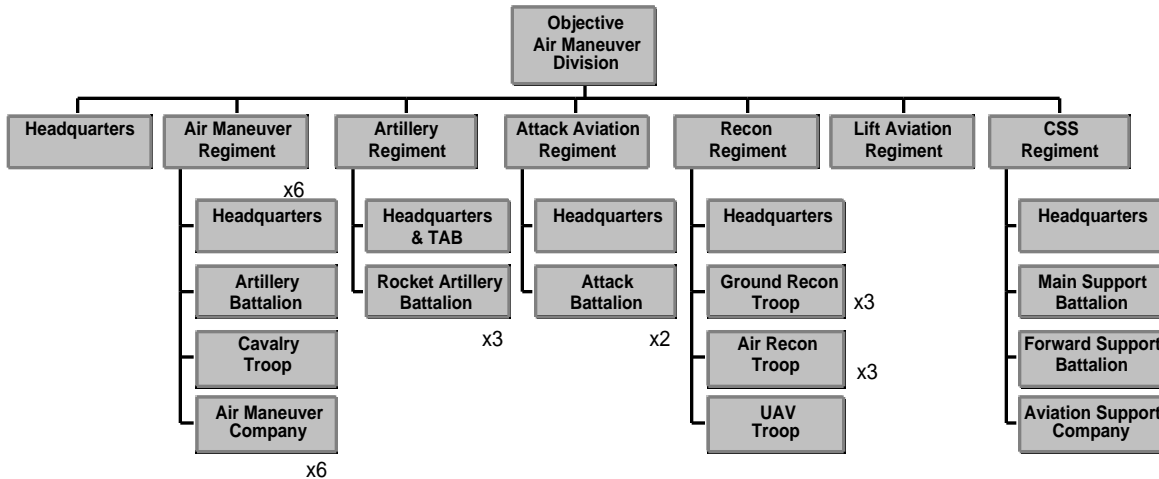 Objective
Air Maneuver
Division
Headquarters
Air Maneuver
Regiment
x6
Headquarters
Artillery
Battalion
Cavalry
Troop
Air Maneuver
Company
x6
Artillery
Regiment
Headquarters
& TAB
Rocket Artillery
Battalion
x3
Attack Aviation
Regiment
Headquarters
Attack
Battalion
x2
Recon
Regiment
Headquarters
Ground Recon
Troop
x3
Air Recon
Troop
x3
UAV
Troop
Lift Aviation
Regiment
CSS
Regiment
Headquarters
Main Support
Battalion
Forward Support
Battalion
Aviation Support
Company